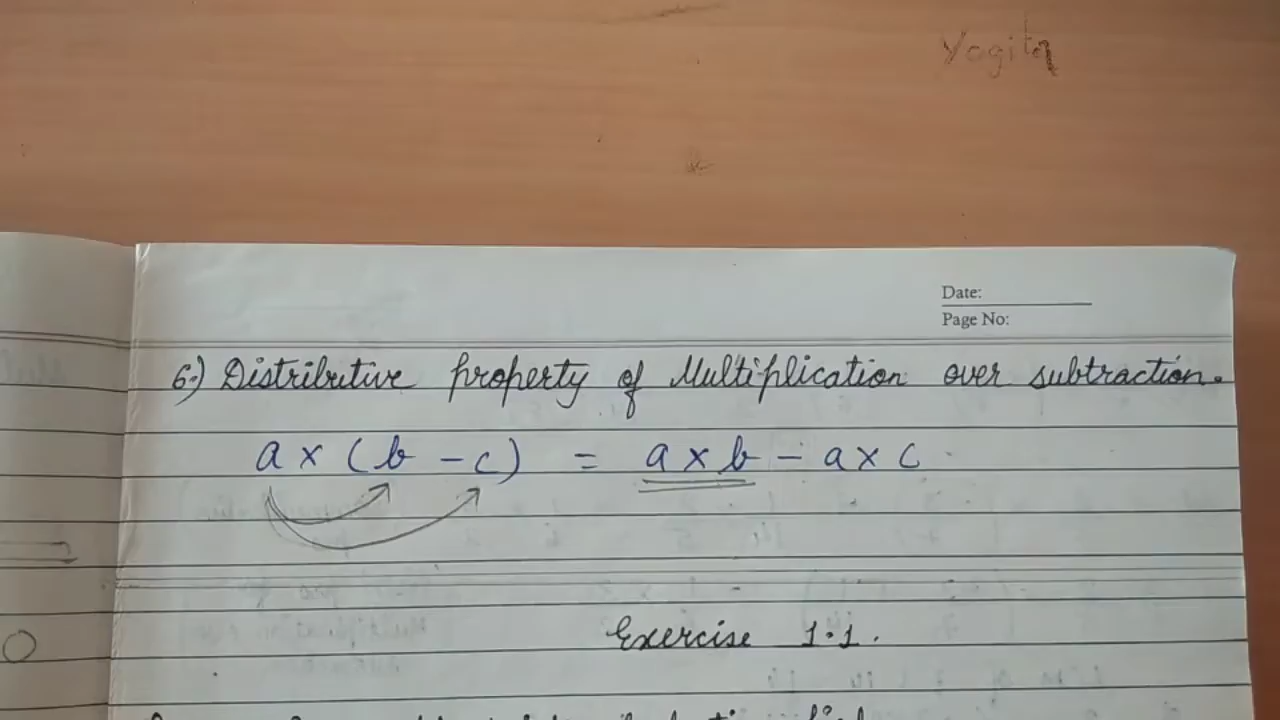 Yogita
Date:
Page No:
6.) Distributive property of Multiplication over subtraction.
a × (b - c) = a × b - a × c
Exercise 1.1.